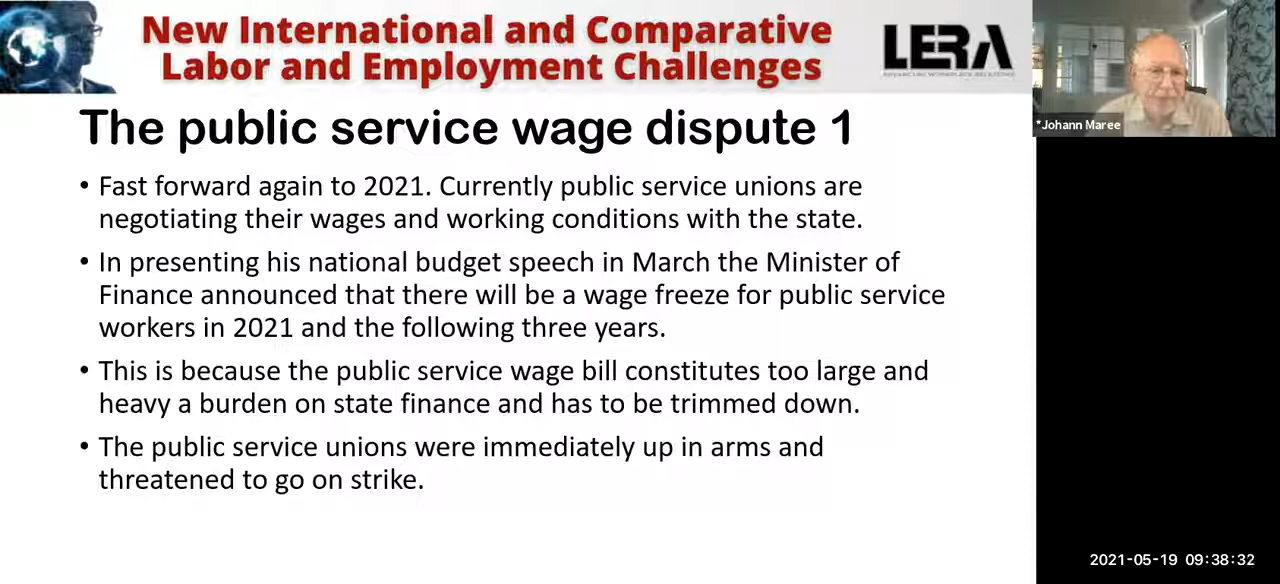 New International and Comparative
Labor and Employment Challenges
LERA
*Johann Maree
The public service wage dispute 1
• Fast forward again to 2021. Currently public service unions are
negotiating their wages and working conditions with the state.
• In presenting his national budget speech in March the Minister of
Finance announced that there will be a wage freeze for public service
workers in 2021 and the following three years.
• This is because the public service wage bill constitutes too large and
heavy a burden on state finance and has to be trimmed down.
• The public service unions were immediately up in arms and
threatened to go on strike.
2021-05-19 09:38:32